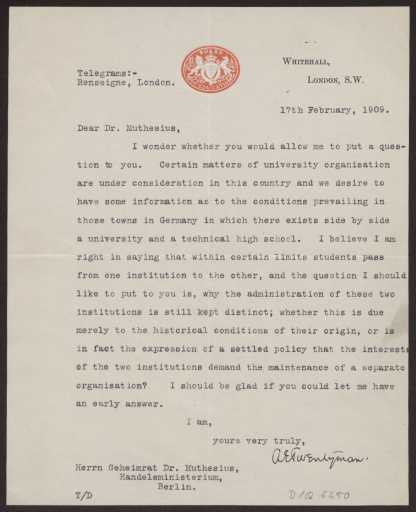 Telegrams:-
Renseigne, London.
WHITEHALL,
LONDON, S.W.
17th February, 1909.
Dear Dr. Muthesius,
I wonder whether you would allow me to put a ques-
tion to you. Certain matters of university organisation
are under consideration in this country and we desire to
have some information as to the conditions prevailing in
those towns in Germany in which there exists side by side
a university and a technical high school. I believe I am
right in saying that within certain limits students pass
from one institution to the other, and the question I should
like to put to you is, why the administration of these two
institutions is still kept distinct; whether this is due
merely to the historical conditions of their origin, or is
in fact the expression of a settled policy that the interests
of the two institutions demand the maintenance of a separate
organisation? I should be glad if you could let me have
an early answer.
I am,
yours very truly,
A E Twentyman.
Herrn Geheimrat Dr. Muthesius,
Handelsministerium,
Berlin.
T/D